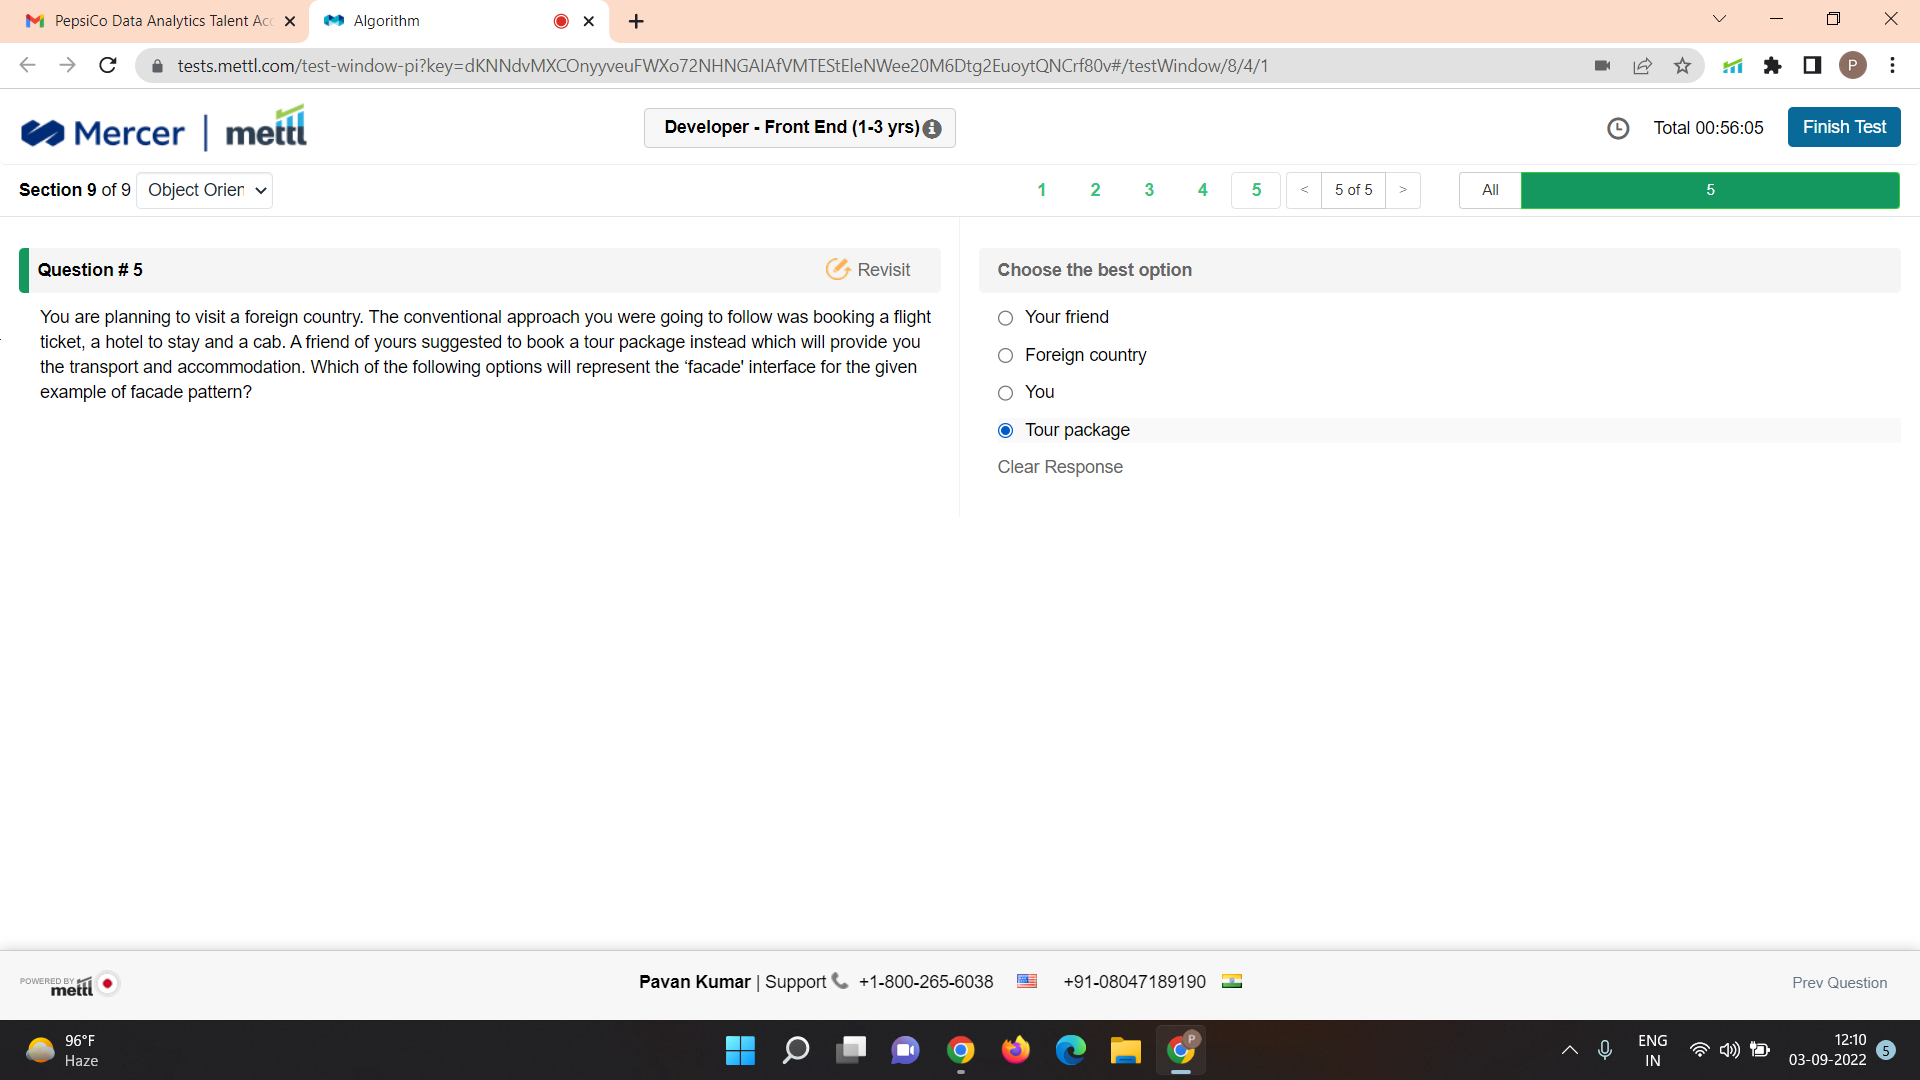 PepsiCo Data Analytics Talent Acc
Algorithm
tests.mettl.com/test-window-pi?key=dKNNdvMXCOnyyveuFWXo72NHNGAIAfVMTEStEleNWee20M6Dtg2EuoytQNCrf80v#/testWindow/8/4/1
P
Mercer | mettl
Developer - Front End (1-3 yrs)
Total 00:56:05
Finish Test
Section 9 of 9
Object Orien
1 2 3 4 5
< 5 of 5 >
All
5
Question # 5
Revisit
You are planning to visit a foreign country. The conventional approach you were going to follow was booking a flight
ticket, a hotel to stay and a cab. A friend of yours suggested to book a tour package instead which will provide you
the transport and accommodation. Which of the following options will represent the ‘facade' interface for the given
example of facade pattern?
Choose the best option
Your friend
Foreign country
You
Tour package
Clear Response
POWERED BY
mettl
Pavan Kumar | Support +1-800-265-6038 +91-08047189190
Prev Question
96°F
Haze
P
ENG
IN
12:10
03-09-2022
5